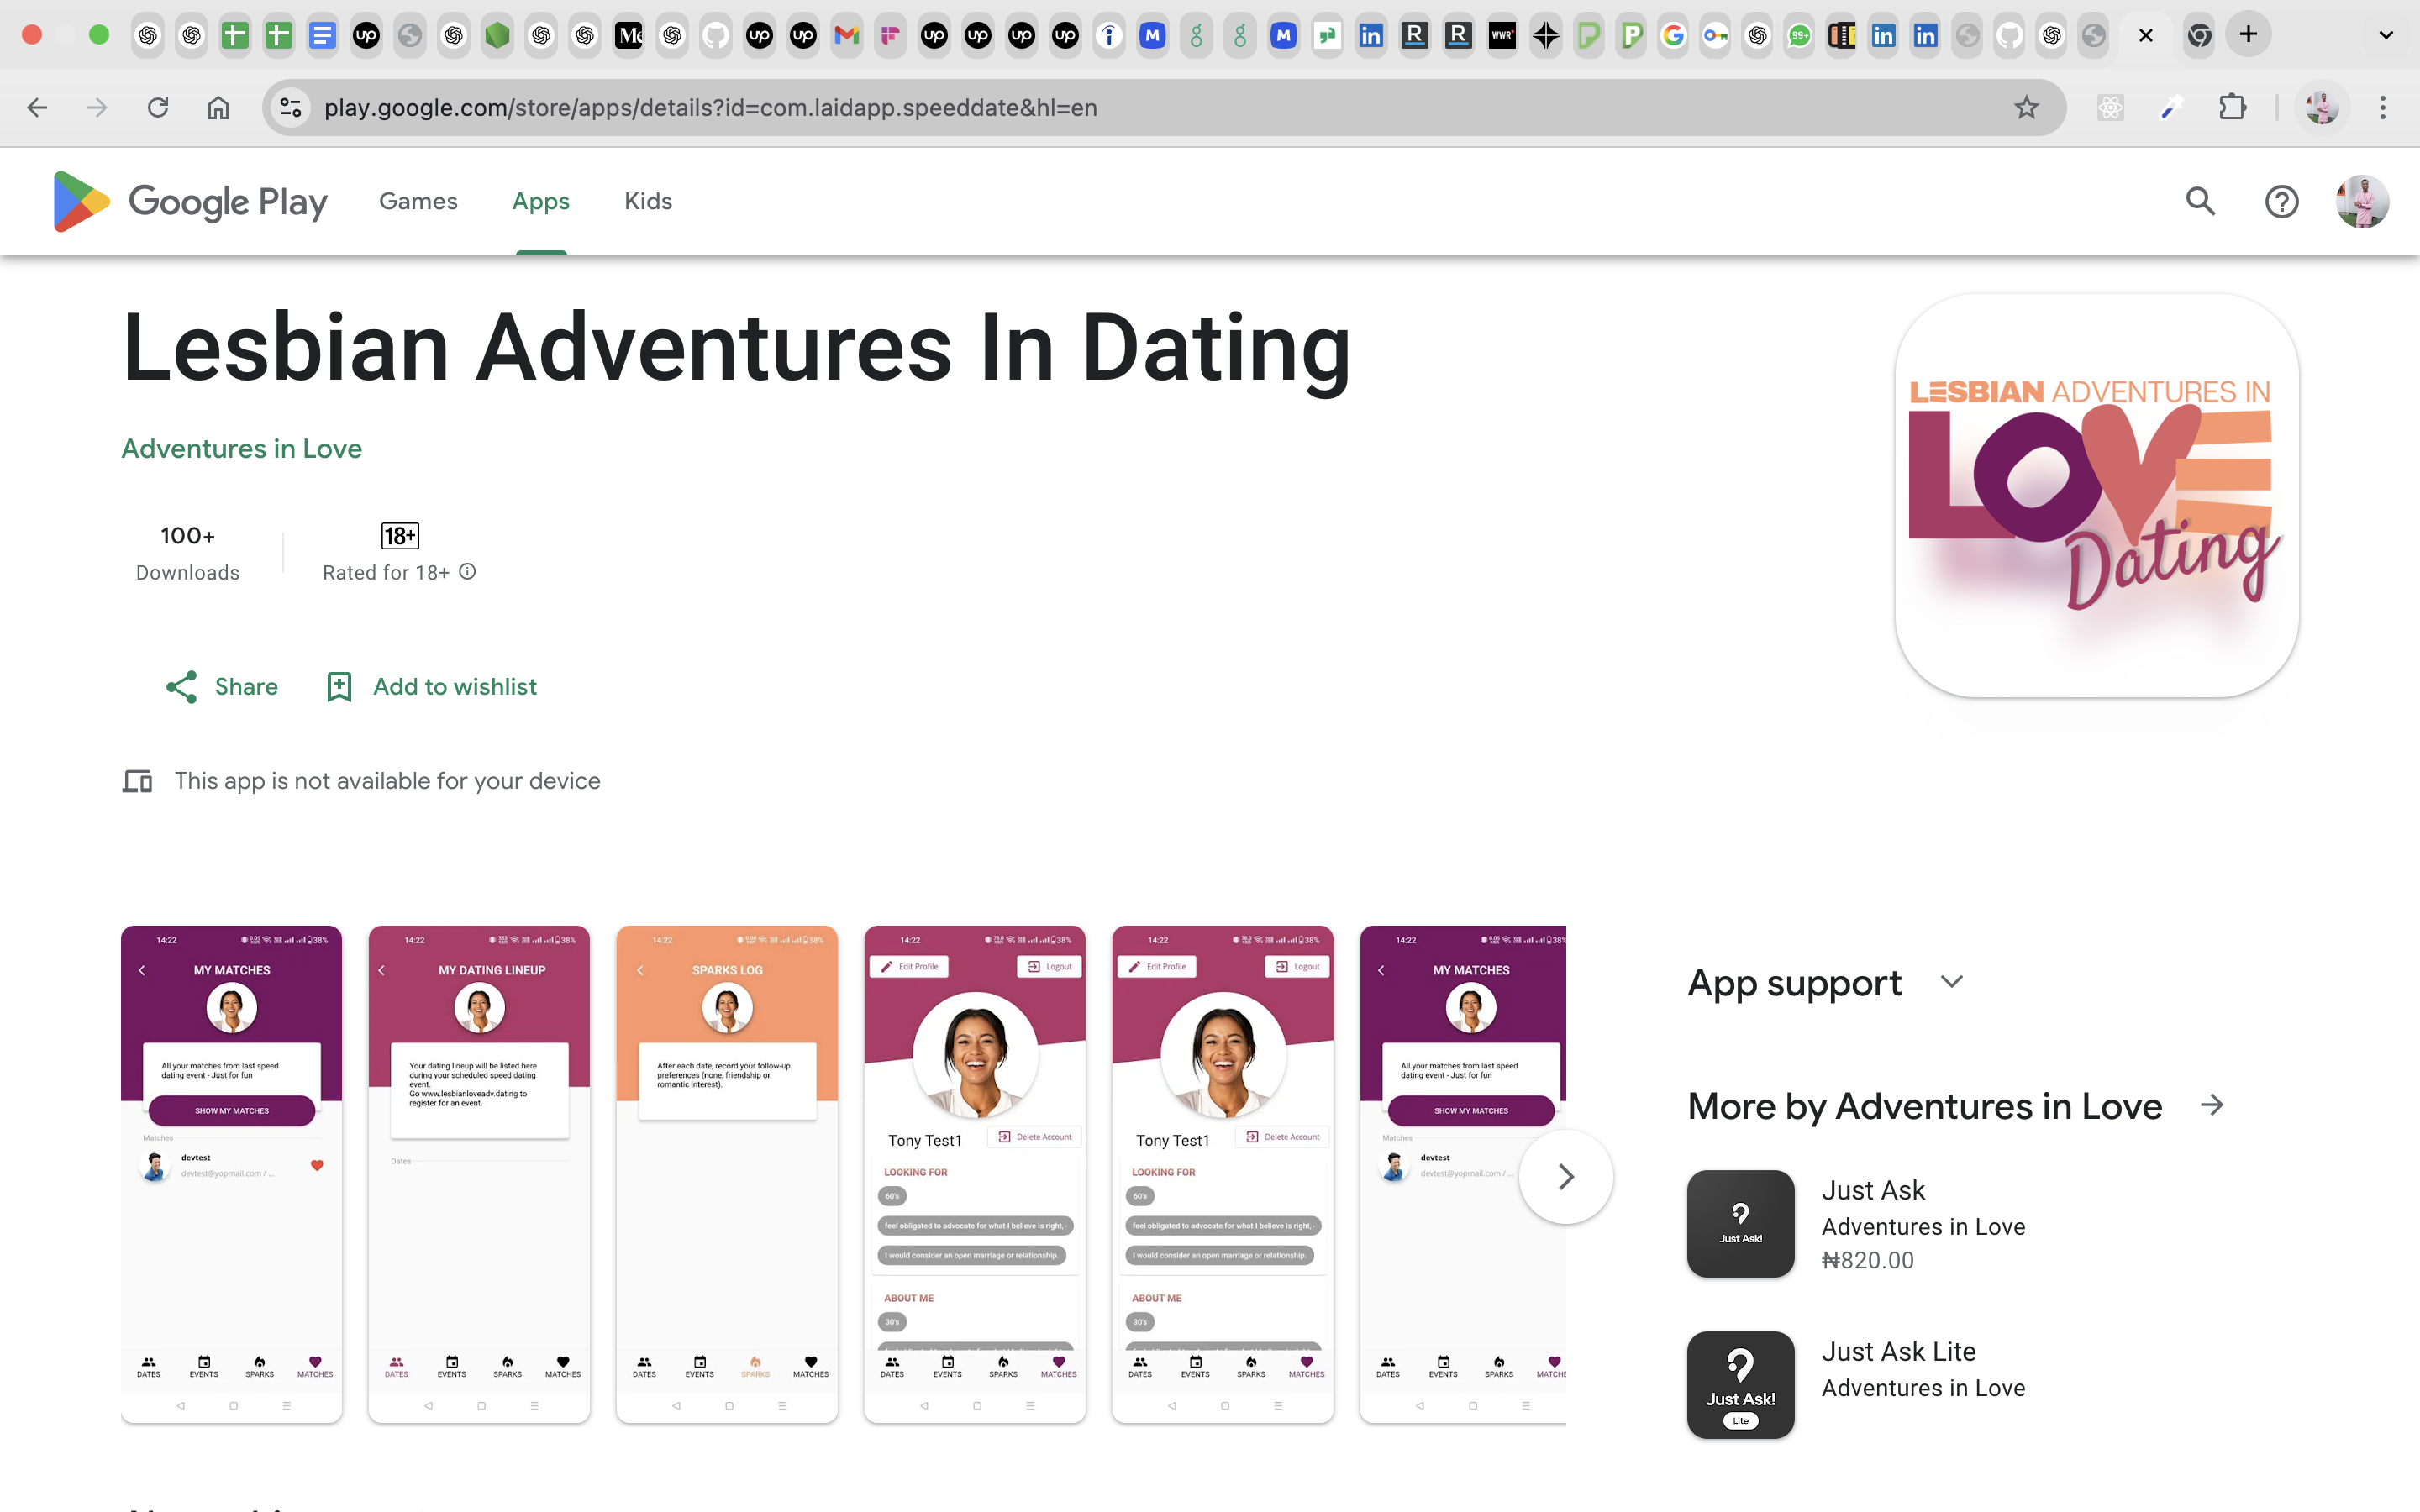 play.google.com/store/apps/details?id=com.laidapp.speeddate&hl=en
Google Play
Games
Apps
Kids
Lesbian Adventures In Dating
Adventures in Love
100+
Downloads
18+
Rated for 18+
Share
Add to wishlist
This app is not available for your device
LESBIAN ADVENTURES IN
LOVE
Dating
14:22
38%
MY MATCHES
All your matches from last speed
dating event - Just for fun
SHOW MY MATCHES
Matches
devtest
devtest@yopmail.com / ...
DATES
EVENTS
SPARKS
MATCHES
14:22
38%
MY DATING LINEUP
Your dating lineup will be listed here
during your scheduled speed dating
event.
Go www.lesbianloveadv.dating to
register for an event.
Dates
DATES
EVENTS
SPARKS
MATCHES
14:22
38%
SPARKS LOG
After each date, record your follow-up
preferences (none, friendship or
romantic interest).
DATES
EVENTS
SPARKS
MATCHES
14:22
38%
Edit Profile
Logout
Tony Test1
Delete Account
LOOKING FOR
60's
feel obligated to advocate for what I believe is right,
I would consider an open marriage or relationship.
ABOUT ME
30's
DATES
EVENTS
SPARKS
MATCHES
14:22
38%
Edit Profile
Logout
Tony Test1
Delete Account
LOOKING FOR
60's
feel obligated to advocate for what I believe is right,
I would consider an open marriage or relationship.
ABOUT ME
30's
DATES
EVENTS
SPARKS
MATCHES
14:22
38%
MY MATCHES
All your matches from last speed
dating event - Just for fun
SHOW MY MATCHES
Matches
devtest
devtest@yopmail.com / ...
DATES
EVENTS
SPARKS
MATCHE
App support
More by Adventures in Love
Just Ask!
Just Ask
Adventures in Love
₦820.00
Just Ask!
Lite
Just Ask Lite
Adventures in Love